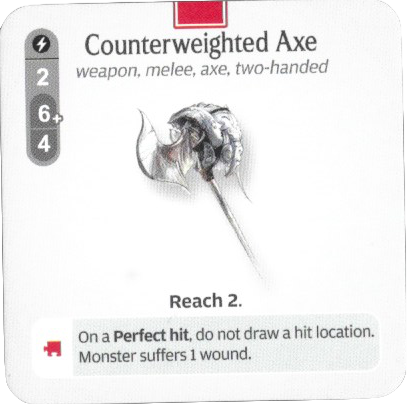 Counterweighted Axe
weapon, melee, axe, two-handed
2
6+
4
Reach 2.
On a Perfect hit, do not draw a hit location.
Monster suffers 1 wound.